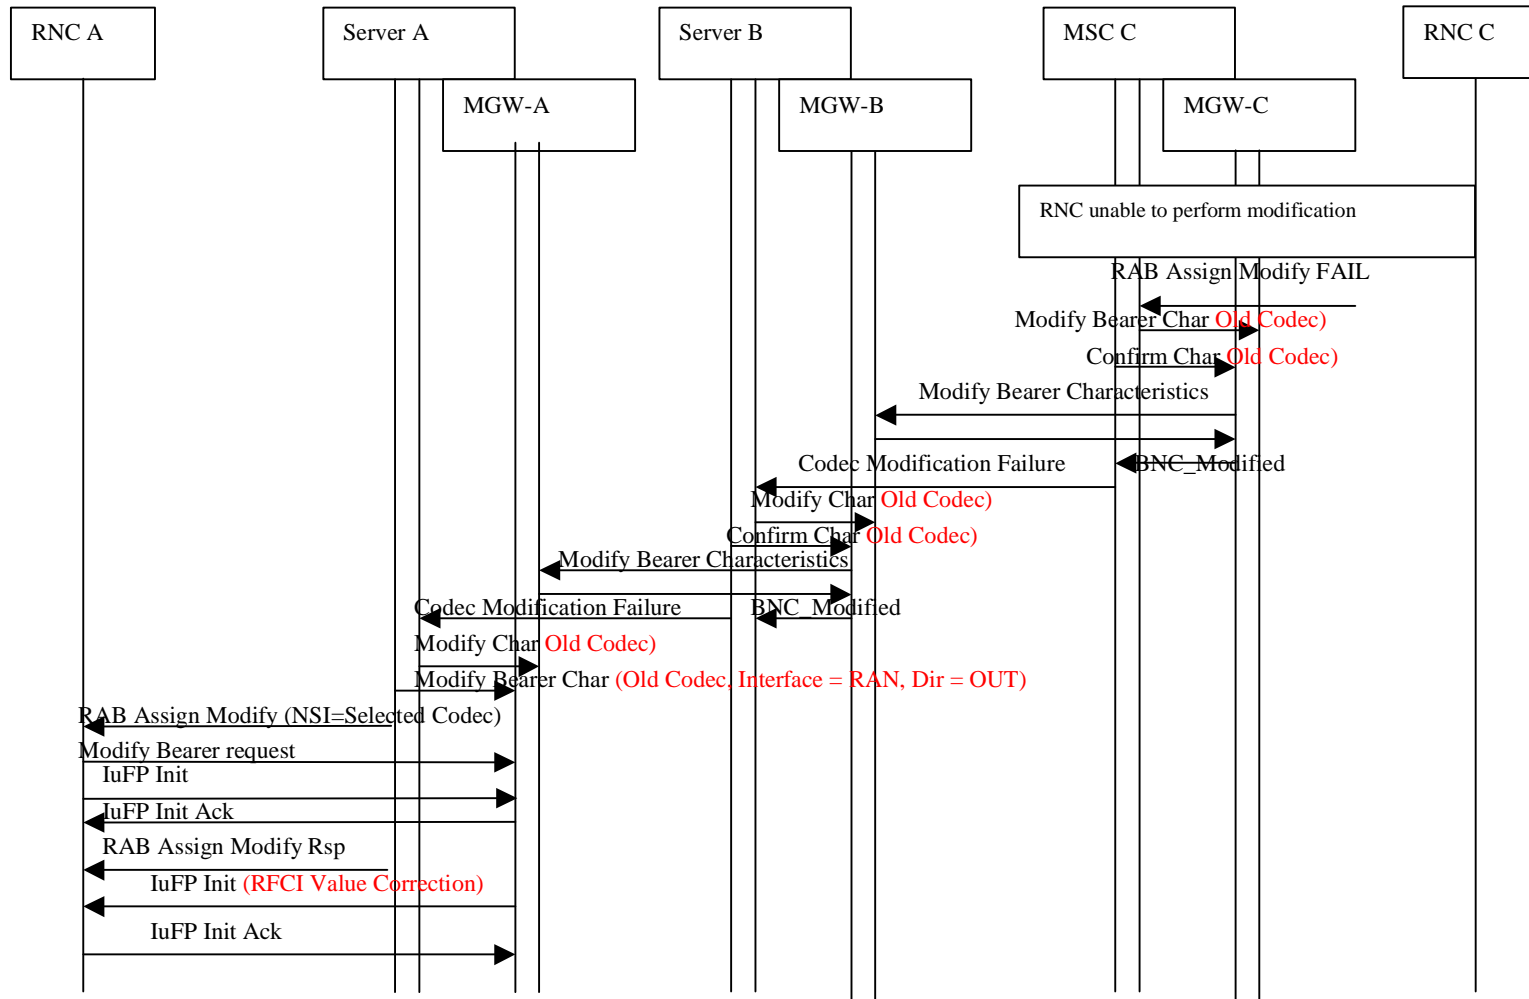 RNC A
Server A
Server B
MSC C
RNC C
MGW-A
MGW-B
MGW-C
RNC unable to perform modification
RAB Assign Modify FAIL
Modify Bearer Char Old Codec)
Confirm Char Old Codec)
Modify Bearer Characteristics
Codec Modification Failure
BNC_Modified
Modify Char Old Codec)
Confirm Char Old Codec)
Modify Bearer Characteristics
Codec Modification Failure
BNC_Modified
Modify Char Old Codec)
Modify Bearer Char (Old Codec, Interface = RAN, Dir = OUT)
RAB Assign Modify (NSI=Selected Codec)
Modify Bearer request
IuFP Init
IuFP Init Ack
RAB Assign Modify Rsp
IuFP Init (RFCI Value Correction)
IuFP Init Ack